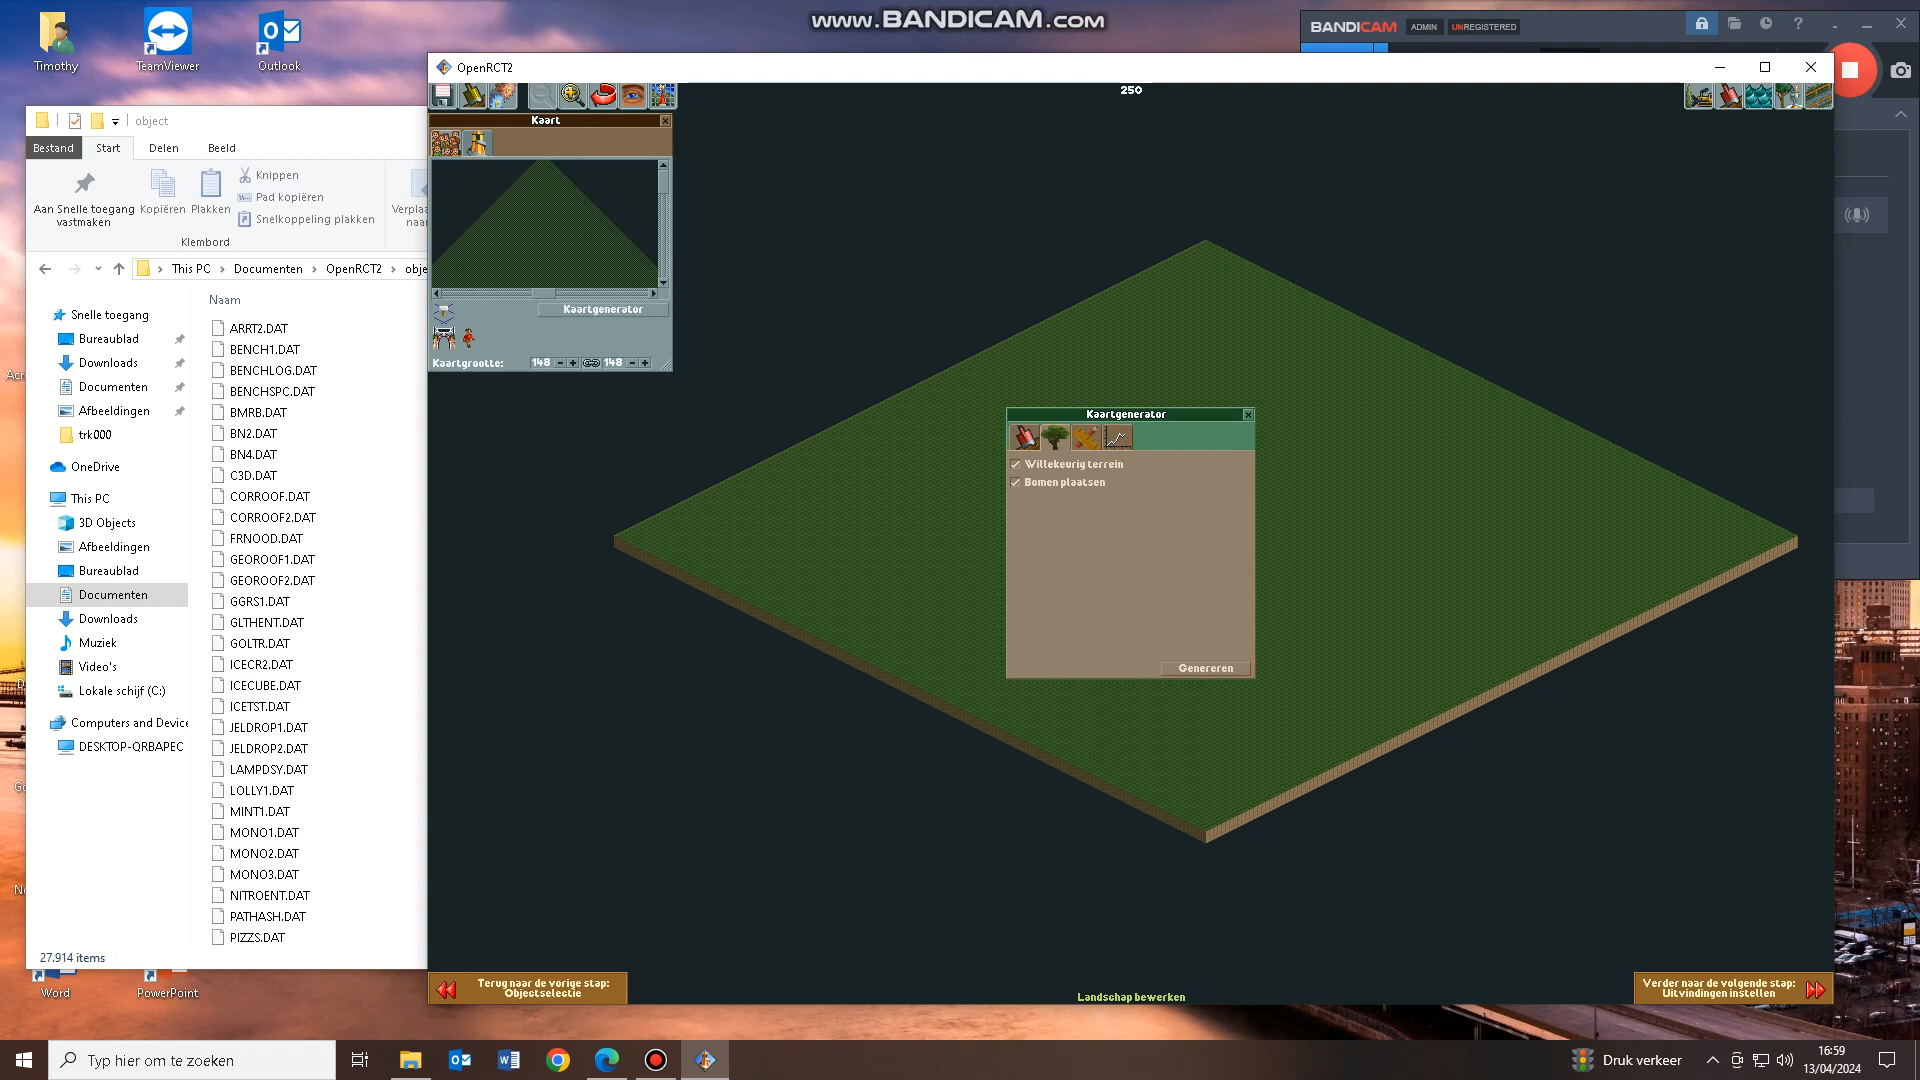 www.BANDICAM.com
BANDICAM
ADMIN
UNREGISTERED
Timothy
TeamViewer
Outlook
object
Bestand
Start
Delen
Beeld
Aan Snelle toegang vastmaken
Kopiëren
Plakken
Knippen
Pad kopiëren
Snelkoppeling plakken
Klembord
This PC
Documenten
OpenRCT2
Naam
Snelle toegang
Bureaublad
Downloads
Documenten
Afbeeldingen
trk000
OneDrive
This PC
3D Objects
Afbeeldingen
Bureaublad
Documenten
Downloads
Muziek
Video's
Lokale schijf (C:)
Computers and Device
DESKTOP-QRBAPEC
ARRT2.DAT
BENCH1.DAT
BENCHLOG.DAT
BENCHSPC.DAT
BMRB.DAT
BN2.DAT
BN4.DAT
C3D.DAT
CORROOF.DAT
CORROOF2.DAT
FRNOOD.DAT
GEOROOF1.DAT
GEOROOF2.DAT
GGRS1.DAT
GLTHENT.DAT
GOLTR.DAT
ICECR2.DAT
ICECUBE.DAT
ICETST.DAT
JELDROP1.DAT
JELDROP2.DAT
LAMPDSY.DAT
LOLLY1.DAT
MINT1.DAT
MONO1.DAT
MONO2.DAT
MONO3.DAT
NITROENT.DAT
PATHASH.DAT
PIZZS.DAT
27.914 items
Word
PowerPoint
OpenRCT2
250
Kaart
Kaartgenerator
Kaartgrootte:
148
148
Kaartgenerator
Willekeurig terrein
Bomen plaatsen
Genereren
Terug naar de vorige stap:
Objectselectie
Landschap bewerken
Verder naar de volgende stap:
Uitvindingen instellen
Typ hier om te zoeken
Druk verkeer
16:59
13/04/2024